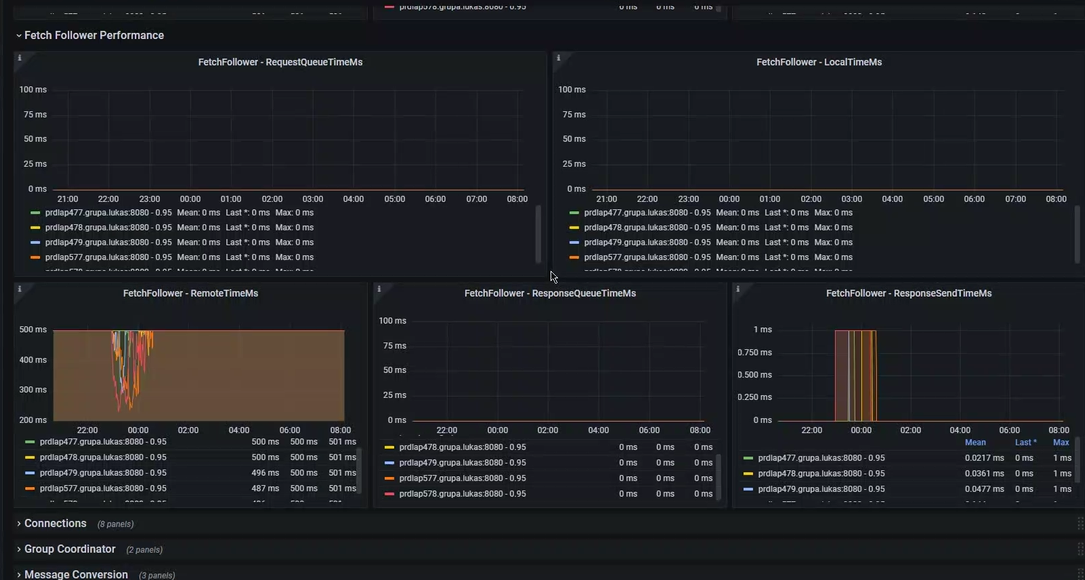 prdlap578.grupa.lukas:8080 - 0.95 0 ms 0 ms 0 ms
Fetch Follower Performance
FetchFollower - RequestQueueTimeMs
100 ms
75 ms
50 ms
25 ms
0 ms
21:00 22:00 23:00 00:00 01:00 02:00 03:00 04:00 05:00 06:00 07:00 08:00
prdlap477.grupa.lukas:8080 - 0.95 Mean: 0 ms Last *: 0 ms Max: 0 ms
prdlap478.grupa.lukas:8080 - 0.95 Mean: 0 ms Last *: 0 ms Max: 0 ms
prdlap479.grupa.lukas:8080 - 0.95 Mean: 0 ms Last *: 0 ms Max: 0 ms
prdlap577.grupa.lukas:8080 - 0.95 Mean: 0 ms Last *: 0 ms Max: 0 ms
FetchFollower - LocalTimeMs
100 ms
75 ms
50 ms
25 ms
0 ms
21:00 22:00 23:00 00:00 01:00 02:00 03:00 04:00 05:00 06:00 07:00 08:00
prdlap477.grupa.lukas:8080 - 0.95 Mean: 0 ms Last *: 0 ms Max: 0 ms
prdlap478.grupa.lukas:8080 - 0.95 Mean: 0 ms Last *: 0 ms Max: 0 ms
prdlap479.grupa.lukas:8080 - 0.95 Mean: 0 ms Last *: 0 ms Max: 0 ms
prdlap577.grupa.lukas:8080 - 0.95 Mean: 0 ms Last *: 0 ms Max: 0 ms
FetchFollower - RemoteTimeMs
500 ms
400 ms
300 ms
200 ms
22:00 00:00 02:00 04:00 06:00 08:00
prdlap477.grupa.lukas:8080 - 0.95 500 ms 500 ms 501 ms
prdlap478.grupa.lukas:8080 - 0.95 500 ms 500 ms 501 ms
prdlap479.grupa.lukas:8080 - 0.95 496 ms 500 ms 501 ms
prdlap577.grupa.lukas:8080 - 0.95 487 ms 500 ms 501 ms
FetchFollower - ResponseQueueTimeMs
100 ms
75 ms
50 ms
25 ms
0 ms
22:00 00:00 02:00 04:00 06:00 08:00
prdlap478.grupa.lukas:8080 - 0.95 0 ms 0 ms 0 ms
prdlap479.grupa.lukas:8080 - 0.95 0 ms 0 ms 0 ms
prdlap577.grupa.lukas:8080 - 0.95 0 ms 0 ms 0 ms
prdlap578.grupa.lukas:8080 - 0.95 0 ms 0 ms 0 ms
FetchFollower - ResponseSendTimeMs
1 ms
0.750 ms
0.500 ms
0.250 ms
0 ms
22:00 00:00 02:00 04:00 06:00 08:00
Mean Last * Max
prdlap477.grupa.lukas:8080 - 0.95 0.0217 ms 0 ms 1 ms
prdlap478.grupa.lukas:8080 - 0.95 0.0361 ms 0 ms 1 ms
prdlap479.grupa.lukas:8080 - 0.95 0.0477 ms 0 ms 1 ms
Connections (8 panels)
Group Coordinator (2 panels)
Message Conversion (3 panels)